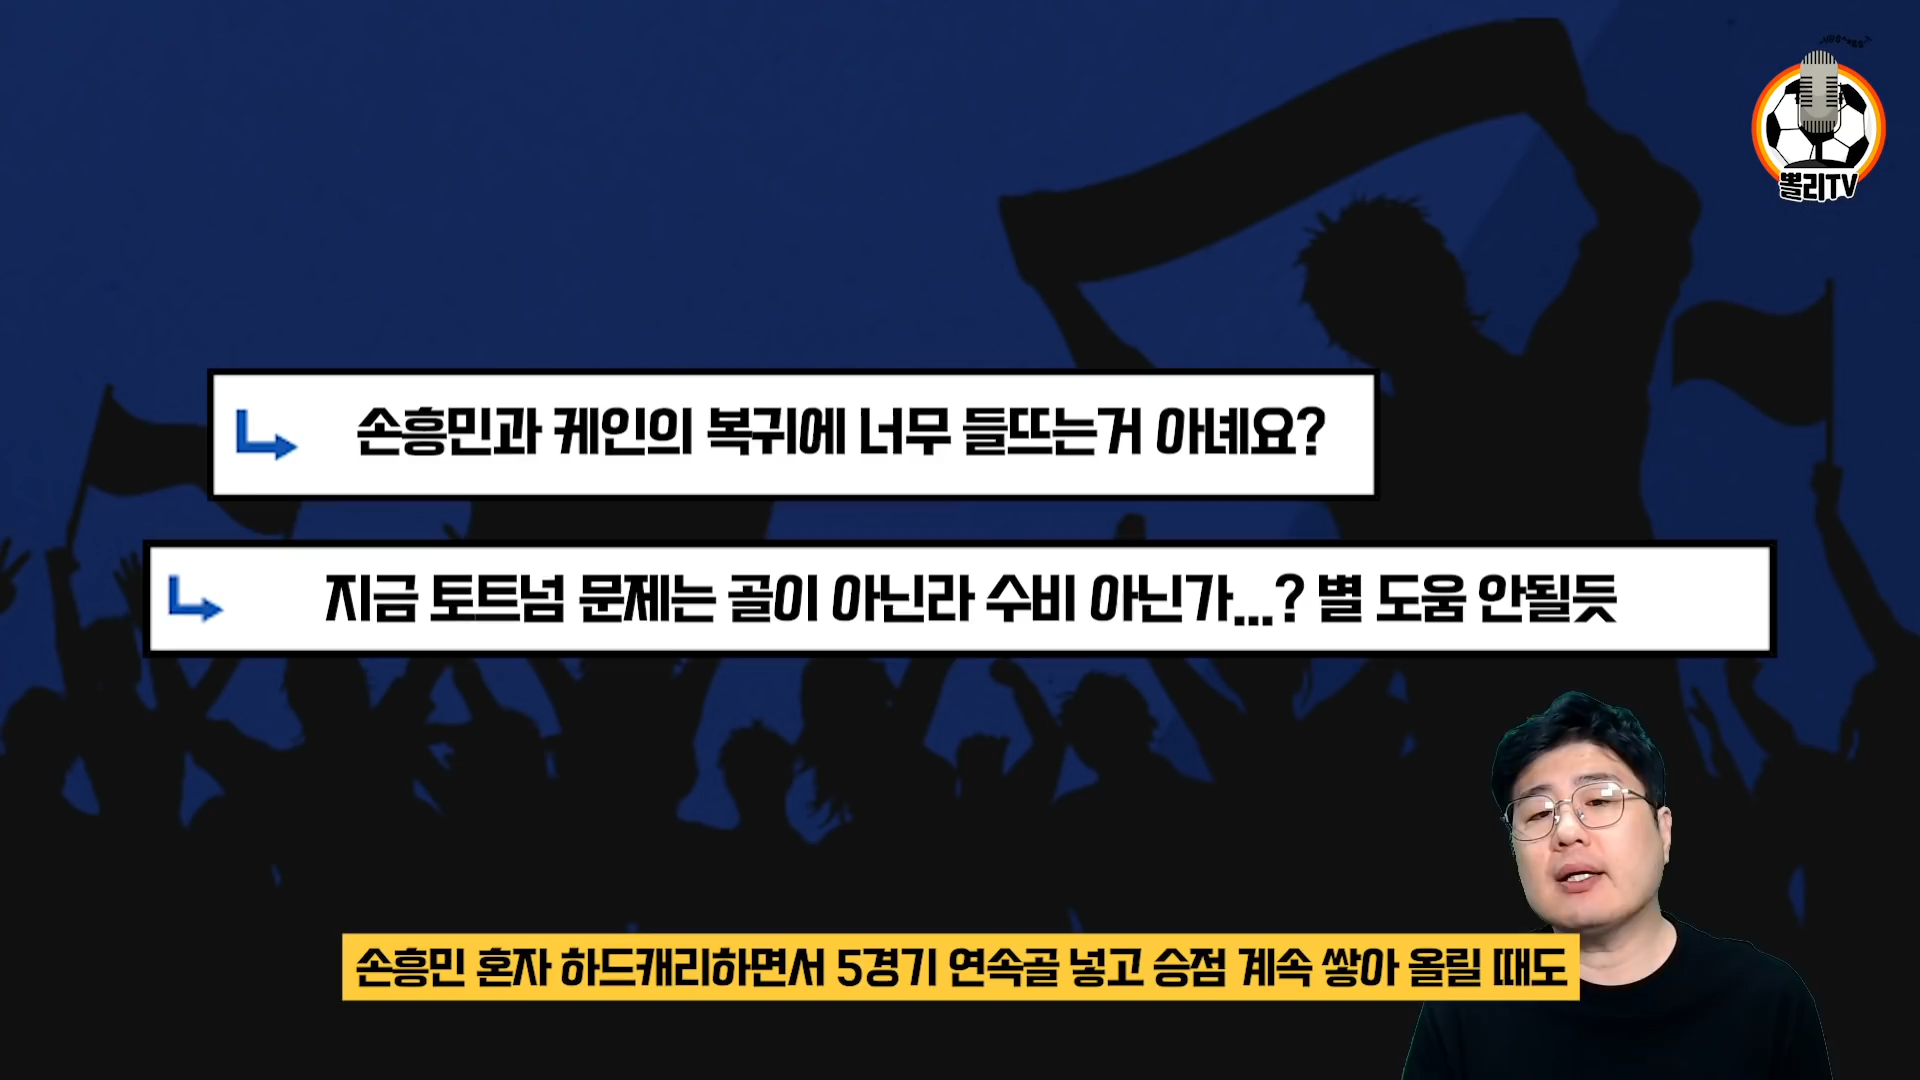 뽈리TV
손흥민과 케인의 복귀에 너무 들뜨는거 아녜요?
지금 토트넘 문제는 골이 아닌라 수비 아닌가...? 별 도움 안될듯
손흥민 혼자 하드캐리하면서 5경기 연속골 넣고 승점 계속 쌓아 올릴 때도